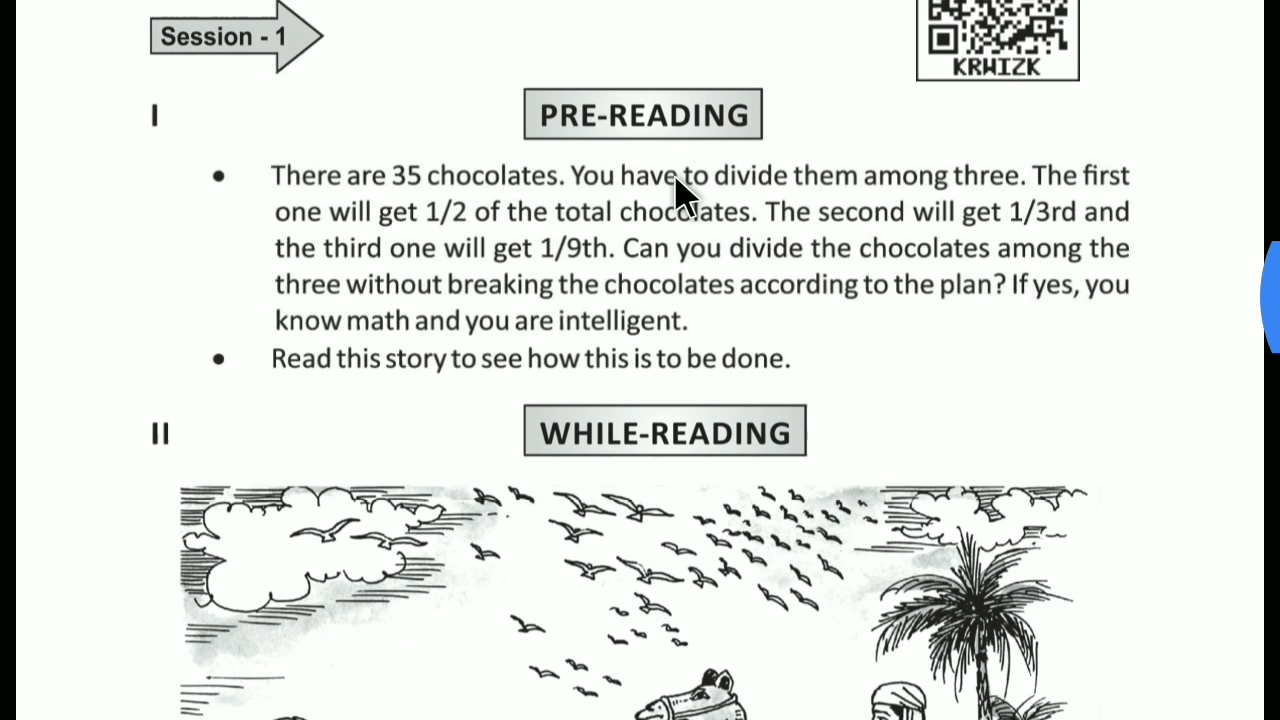 Session - 1
KRWIZK
I
PRE-READING
• There are 35 chocolates. You have to divide them among three. The first
one will get 1/2 of the total chocolates. The second will get 1/3rd and
the third one will get 1/9th. Can you divide the chocolates among the
three without breaking the chocolates according to the plan? If yes, you
know math and you are intelligent.
• Read this story to see how this is to be done.
II
WHILE-READING